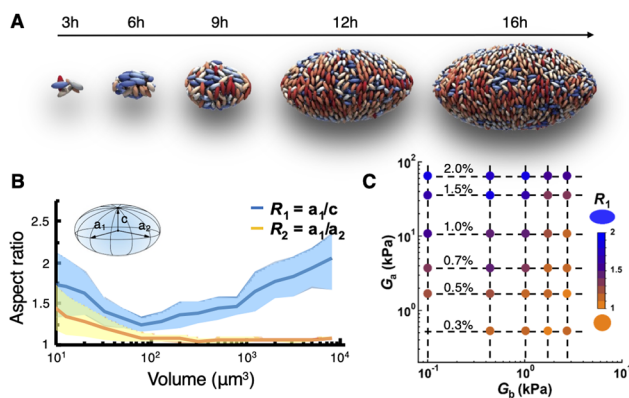 A
3h 6h 9h 12h 16h
B
Aspect ratio
2.5
2
1.5
1
10¹ 10² 10³ 10⁴
Volume (μm³)
c
a₁ a₂
R₁ = a₁/c
R₂ = a₁/a₂
C
Gₐ (kPa)
10²
10¹
10⁰
2.0%
1.5%
1.0%
0.7%
0.5%
0.3%
10⁻¹ 10⁰ 10¹
G_b (kPa)
R₁
2
1.5
1